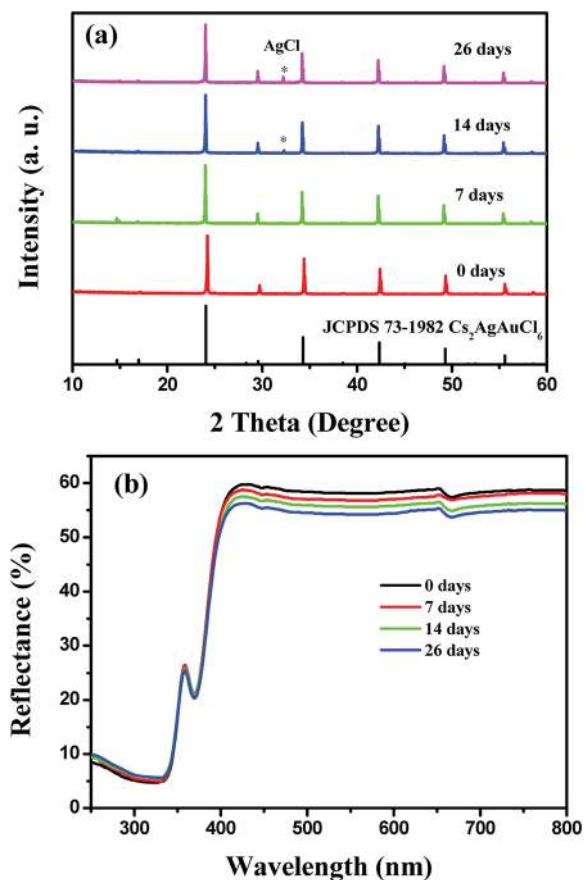 (a)
AgCl
*
26 days
*
14 days
7 days
0 days
JCPDS 73-1982 Cs₂AgAuCl₆
Intensity (a. u.)
10 20 30 40 50 60
2 Theta (Degree)
(b)
60
50
40
30
20
10
0
Reflectance (%)
0 days
7 days
14 days
26 days
300 400 500 600 700 800
Wavelength (nm)